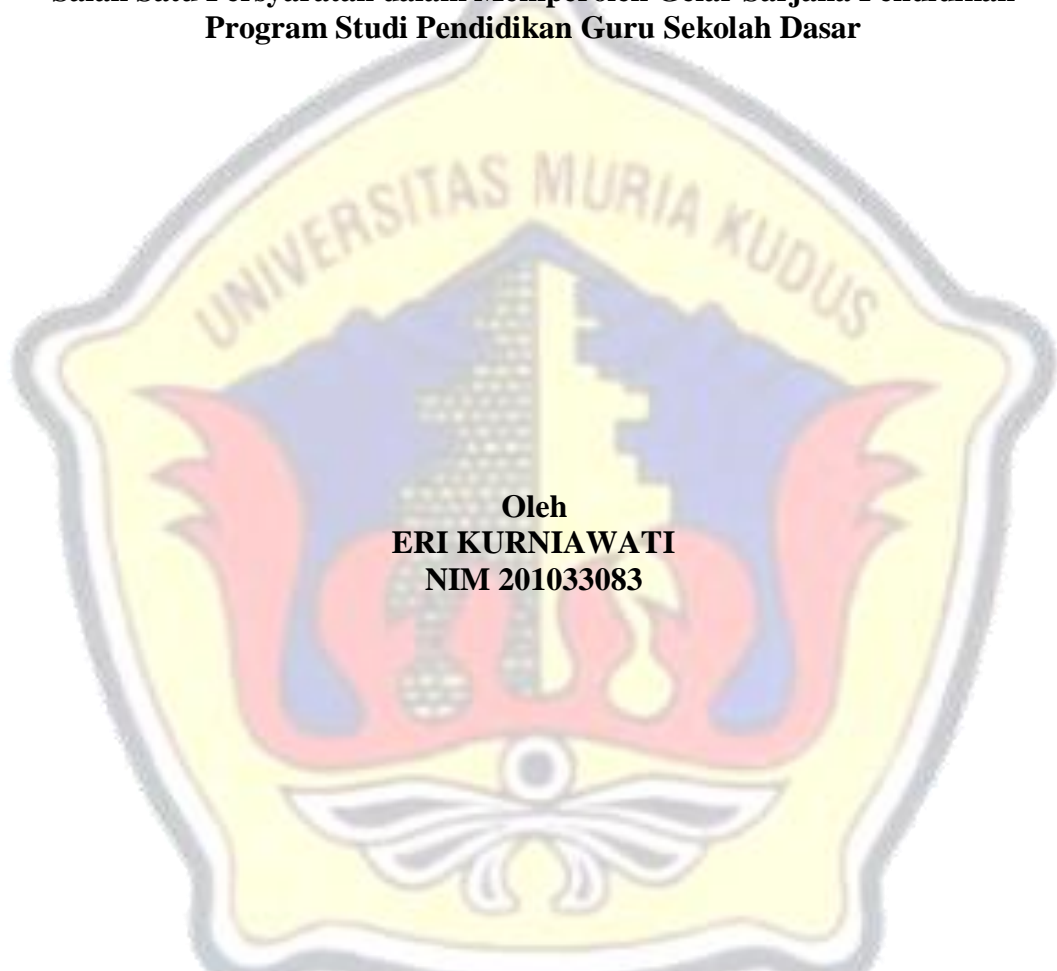 Salah Satu Persyaratan dalam Memperoleh Gelar Sarjana Pendidikan
Program Studi Pendidikan Guru Sekolah Dasar
UNIVERSITAS MURIA KUDUS
Oleh
ERI KURNIAWATI
NIM 201033083